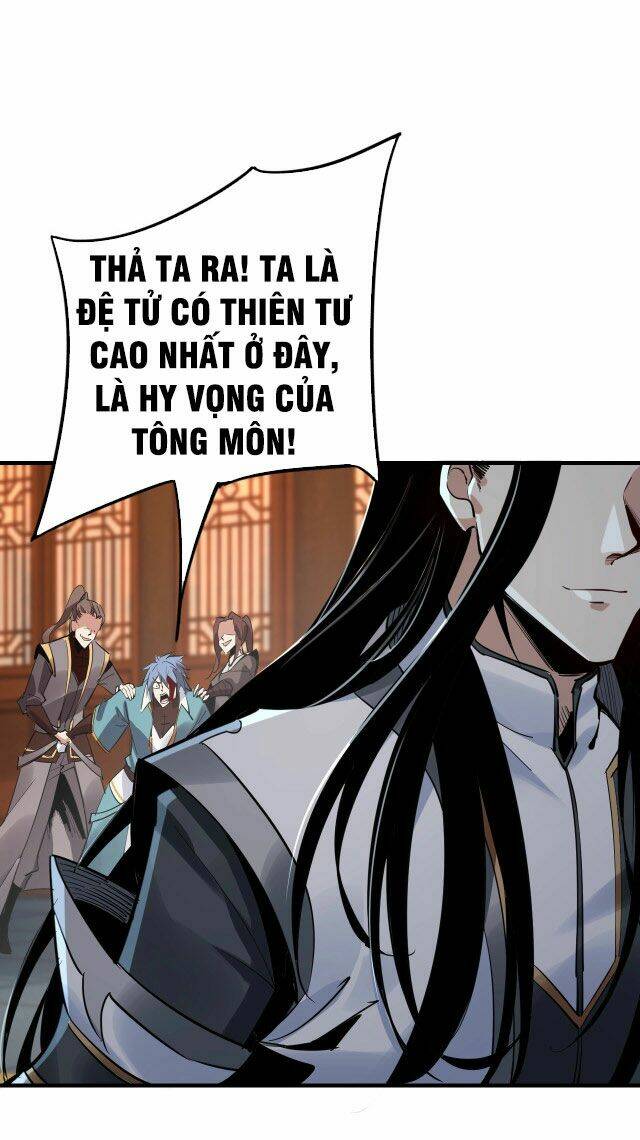 THẢ TA RA! TA LÀ
ĐỆ TỬ CÓ THIÊN TƯ
CAO NHẤT Ở ĐÂY,
LÀ HY VỌNG CỦA
TÔNG MÔN!